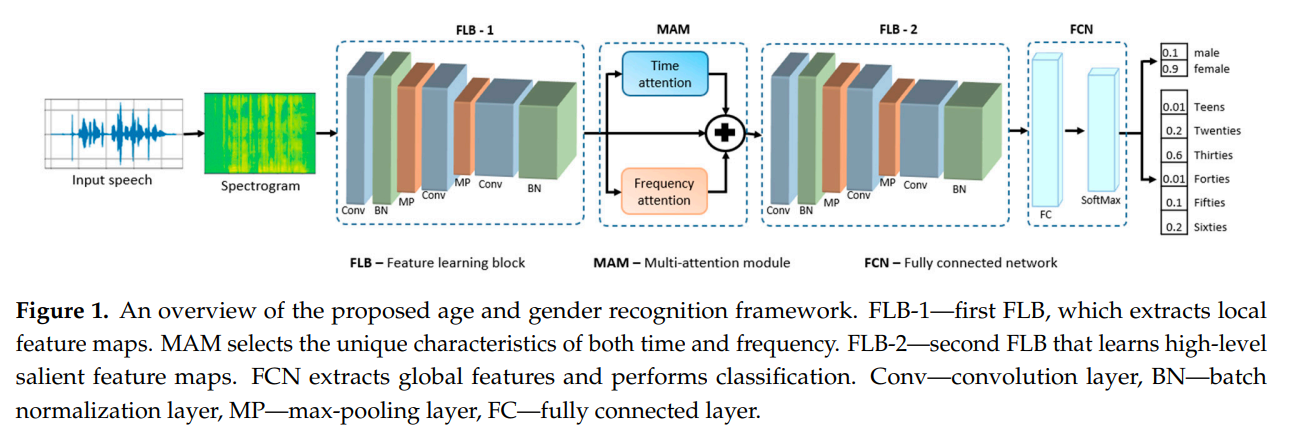 FLB - 1
MAM
FLB - 2
FCN
Input speech
Spectrogram
Conv
BN
MP
Conv
MP
Conv
BN
Time
attention
Frequency
attention
Conv
BN
MP
Conv
MP
Conv
BN
FC
SoftMax
0.1 male
0.9 female
0.01 Teens
0.2 Twenties
0.6 Thirties
0.01 Forties
0.1 Fifties
0.2 Sixties
FLB – Feature learning block
MAM – Multi-attention module
FCN – Fully connected network
Figure 1. An overview of the proposed age and gender recognition framework. FLB-1—first FLB, which extracts local
feature maps. MAM selects the unique characteristics of both time and frequency. FLB-2—second FLB that learns high-level
salient feature maps. FCN extracts global features and performs classification. Conv—convolution layer, BN—batch
normalization layer, MP—max-pooling layer, FC—fully connected layer.